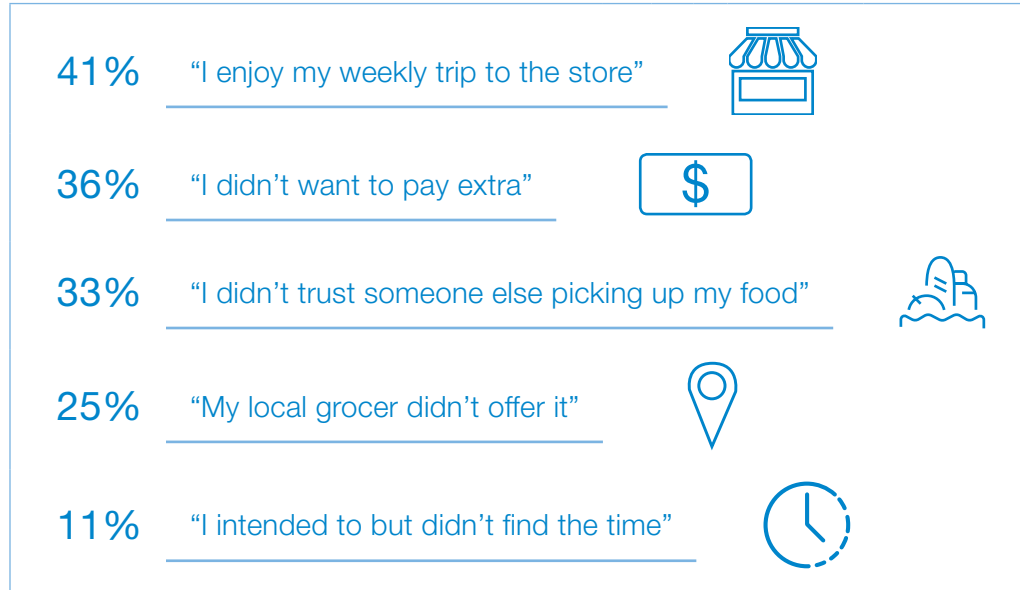 41% “I enjoy my weekly trip to the store”
36% “I didn’t want to pay extra”
$
33% “I didn’t trust someone else picking up my food”
25% “My local grocer didn’t offer it”
11% “I intended to but didn’t find the time”